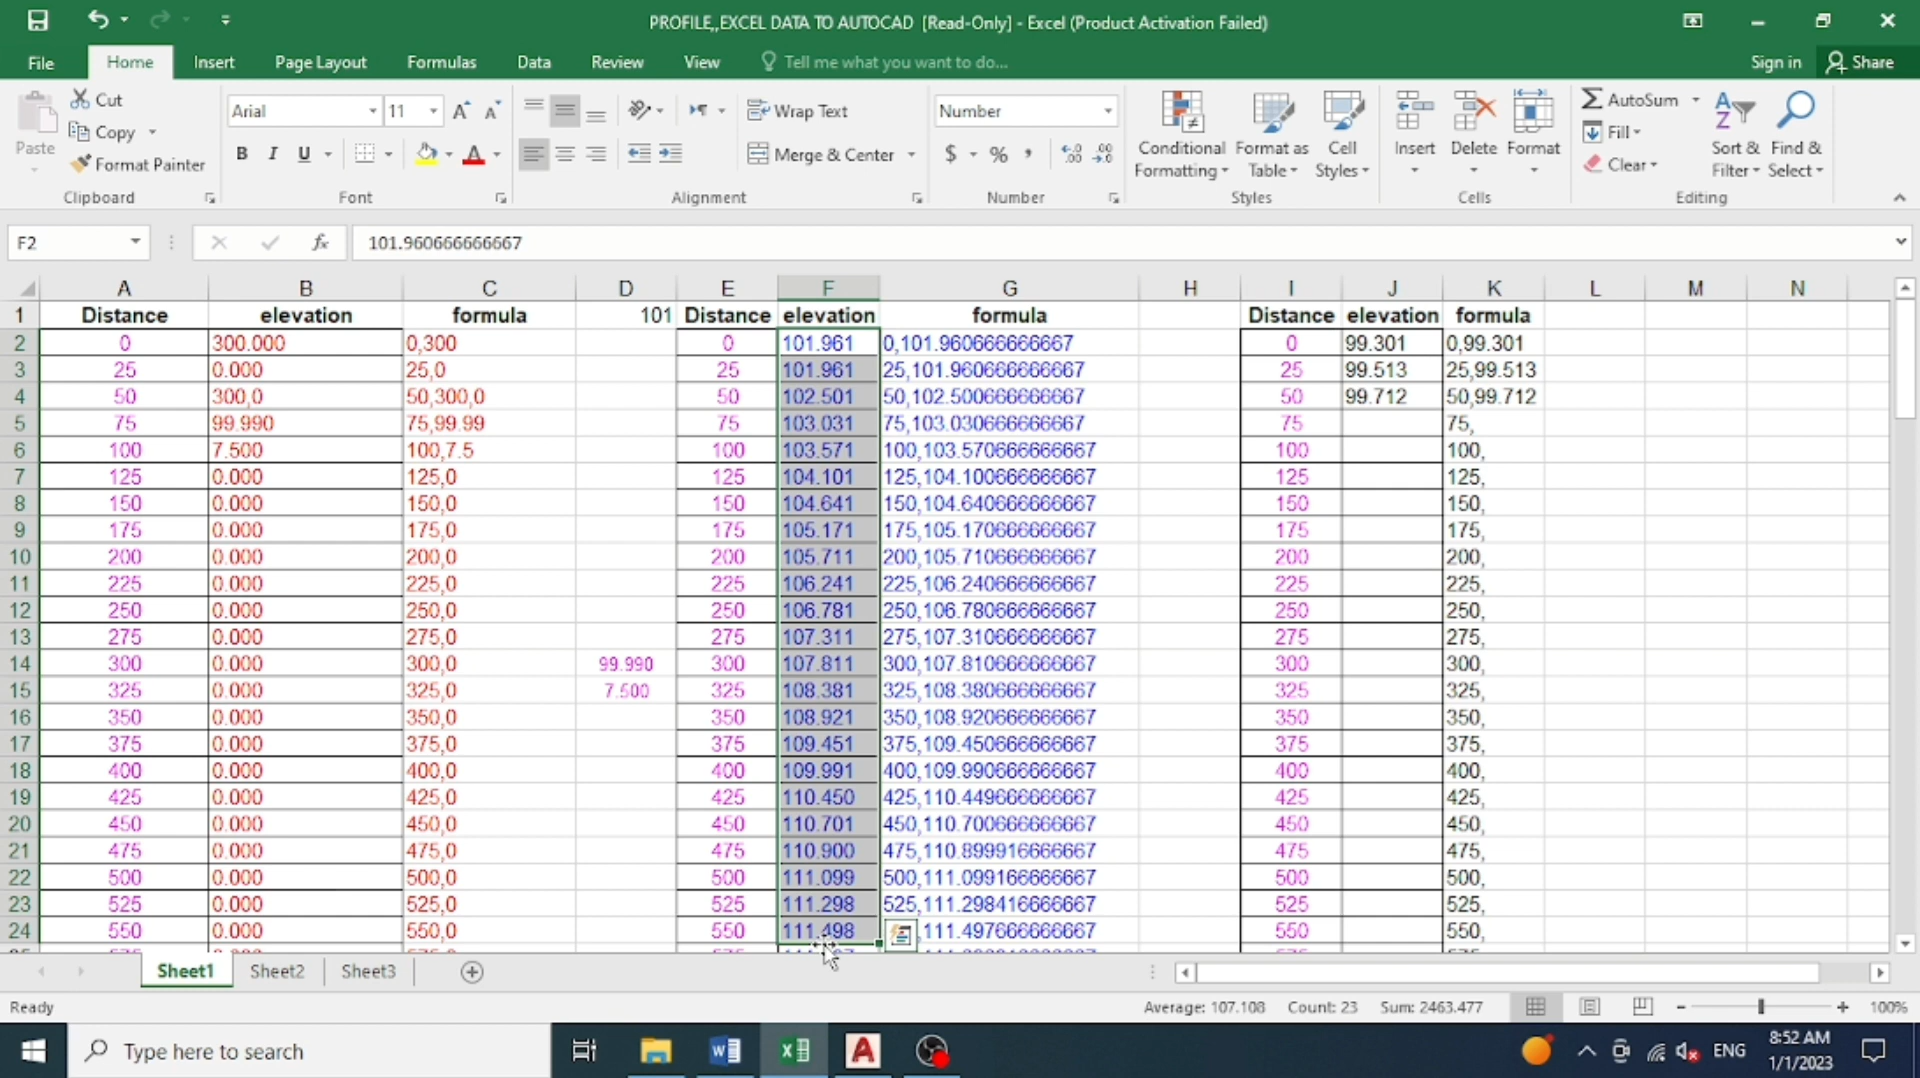 PROFILE,,EXCEL DATA TO AUTOCAD [Read-Only] - Excel (Product Activation Failed)
File Home Insert Page Layout Formulas Data Review View Tell me what you want to do... Sign in Share
Cut
Copy
Format Painter
Paste
Clipboard
Arial 11
B I U
Font
Wrap Text
Merge & Center
Alignment
Number
$ % ,
Number
Conditional Formatting
Format as Table
Cell Styles
Styles
Insert Delete Format
Cells
AutoSum
Fill
Clear
Sort & Filter
Find & Select
Editing
F2 fx 101.960666666667
A B C D E F G H I J K L M N
1 Distance elevation formula 101 Distance elevation formula Distance elevation formula
2 0 300.000 0,300 0 101.961 0,101.960666666667 0 99.301 0,99.301
3 25 0.000 25,0 25 101.961 25,101.960666666667 25 99.513 25,99.513
4 50 300,0 50,300,0 50 102.501 50,102.500666666667 50 99.712 50,99.712
5 75 99.990 75,99.99 75 103.031 75,103.030666666667 75 75,
6 100 7.500 100,7.5 100 103.571 100,103.570666666667 100 100,
7 125 0.000 125,0 125 104.101 125,104.100666666667 125 125,
8 150 0.000 150,0 150 104.641 150,104.640666666667 150 150,
9 175 0.000 175,0 175 105.171 175,105.170666666667 175 175,
10 200 0.000 200,0 200 105.711 200,105.710666666667 200 200,
11 225 0.000 225,0 225 106.241 225,106.240666666667 225 225,
12 250 0.000 250,0 250 106.781 250,106.780666666667 250 250,
13 275 0.000 275,0 275 107.311 275,107.310666666667 275 275,
14 300 0.000 300,0 99.990 300 107.811 300,107.810666666667 300 300,
15 325 0.000 325,0 7.500 325 108.381 325,108.380666666667 325 325,
16 350 0.000 350,0 350 108.921 350,108.920666666667 350 350,
17 375 0.000 375,0 375 109.451 375,109.450666666667 375 375,
18 400 0.000 400,0 400 109.991 400,109.990666666667 400 400,
19 425 0.000 425,0 425 110.450 425,110.449666666667 425 425,
20 450 0.000 450,0 450 110.701 450,110.700666666667 450 450,
21 475 0.000 475,0 475 110.900 475,110.899916666667 475 475,
22 500 0.000 500,0 500 111.099 500,111.099166666667 500 500,
23 525 0.000 525,0 525 111.298 525,111.298416666667 525 525,
24 550 0.000 550,0 550 111.498 ,111.497666666667 550 550,
Sheet1 Sheet2 Sheet3
Ready Average: 107.108 Count: 23 Sum: 2463.477 100%
Type here to search ENG 8:52 AM
1/1/2023